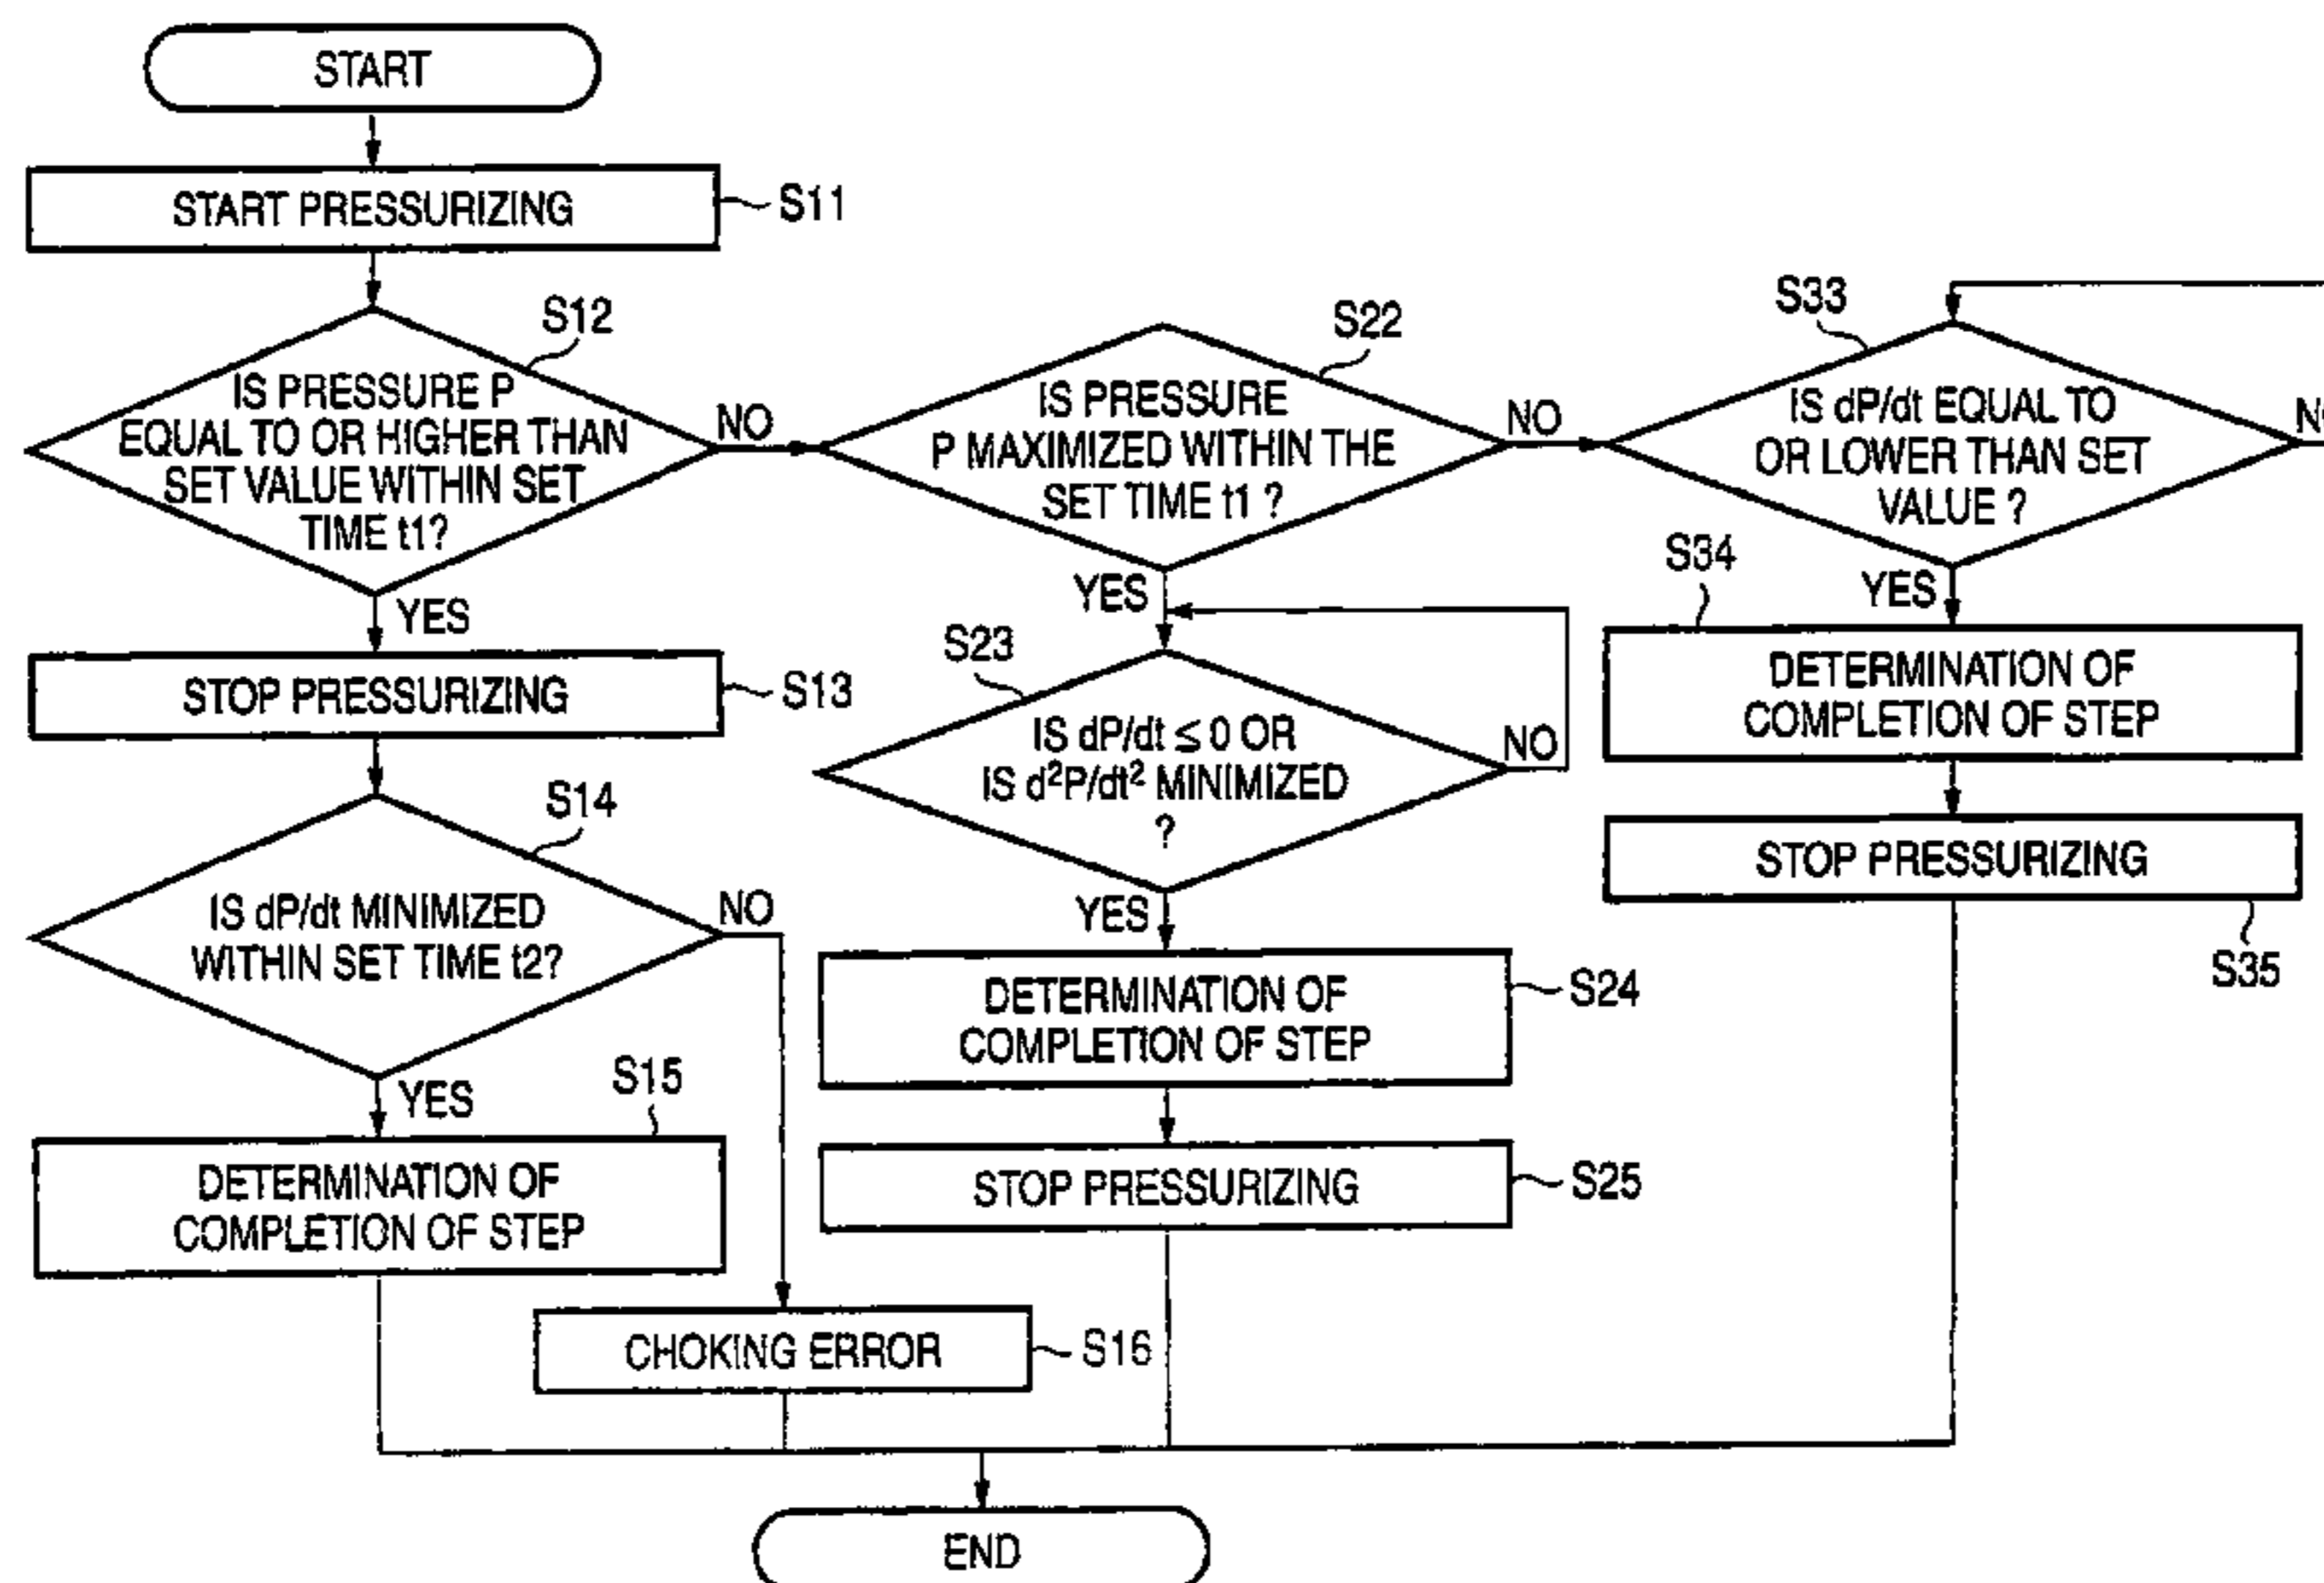 START
START PRESSURIZING
S11
S12
IS PRESSURE P
EQUAL TO OR HIGHER THAN
SET VALUE WITHIN SET
TIME t1?
NO
YES
STOP PRESSURIZING
S13
S14
IS dP/dt MINIMIZED
WITHIN SET TIME t2?
NO
YES
S15
DETERMINATION OF
COMPLETION OF STEP
CHOKING ERROR
S16
S22
IS PRESSURE
P MAXIMIZED WITHIN THE
SET TIME t1 ?
NO
YES
S23
IS dP/dt ≤ 0 OR
IS d²P/dt² MINIMIZED
?
NO
YES
DETERMINATION OF
COMPLETION OF STEP
S24
STOP PRESSURIZING
S25
S33
IS dP/dt EQUAL TO
OR LOWER THAN SET
VALUE ?
YES
S34
DETERMINATION OF
COMPLETION OF STEP
STOP PRESSURIZING
S35
END